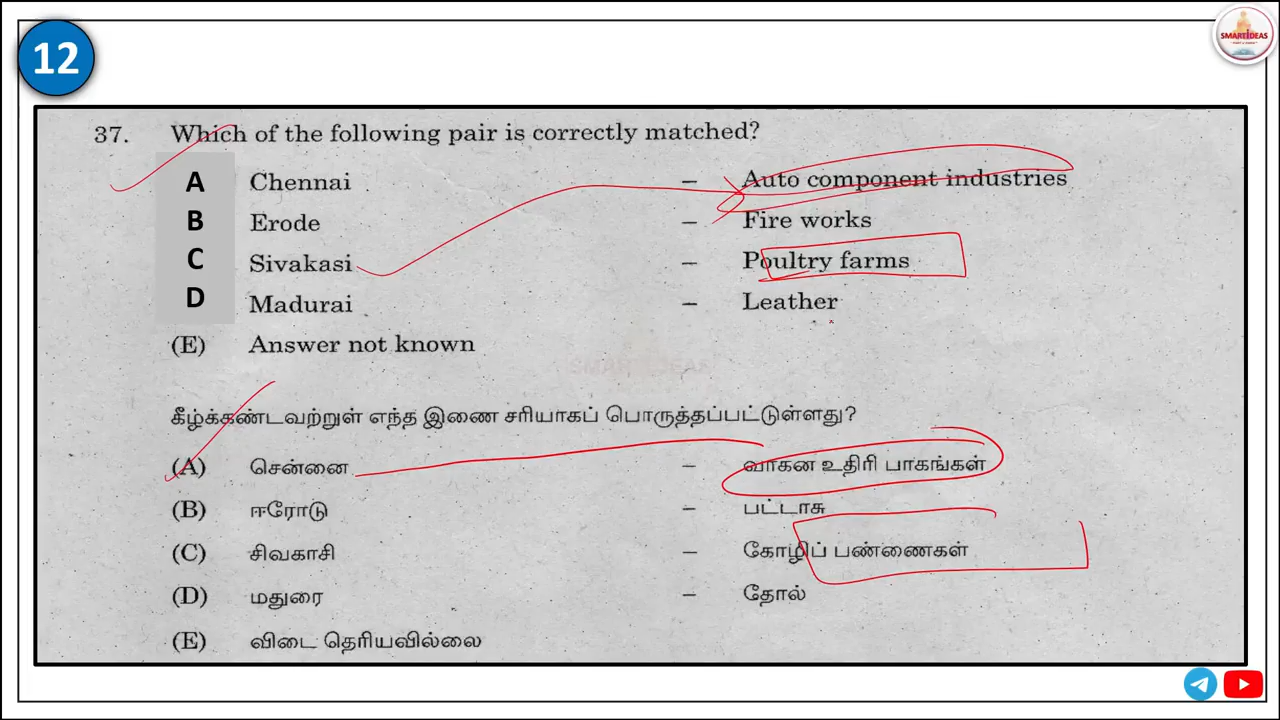 12
SMARTIDEAS
37. Which of the following pair is correctly matched?
A Chennai – Auto component industries
B Erode – Fire works
C Sivakasi – Poultry farms
D Madurai – Leather
(E) Answer not known
SMARTIDEAS
கீழ்க்கண்டவற்றுள் எந்த இணை சரியாகப் பொருத்தப்பட்டுள்ளது?
(A) சென்னை – வாகன உதிரி பாகங்கள்
(B) ஈரோடு – பட்டாசு
(C) சிவகாசி – கோழிப் பண்ணைகள்
(D) மதுரை – தோல்
(E) விடை தெரியவில்லை